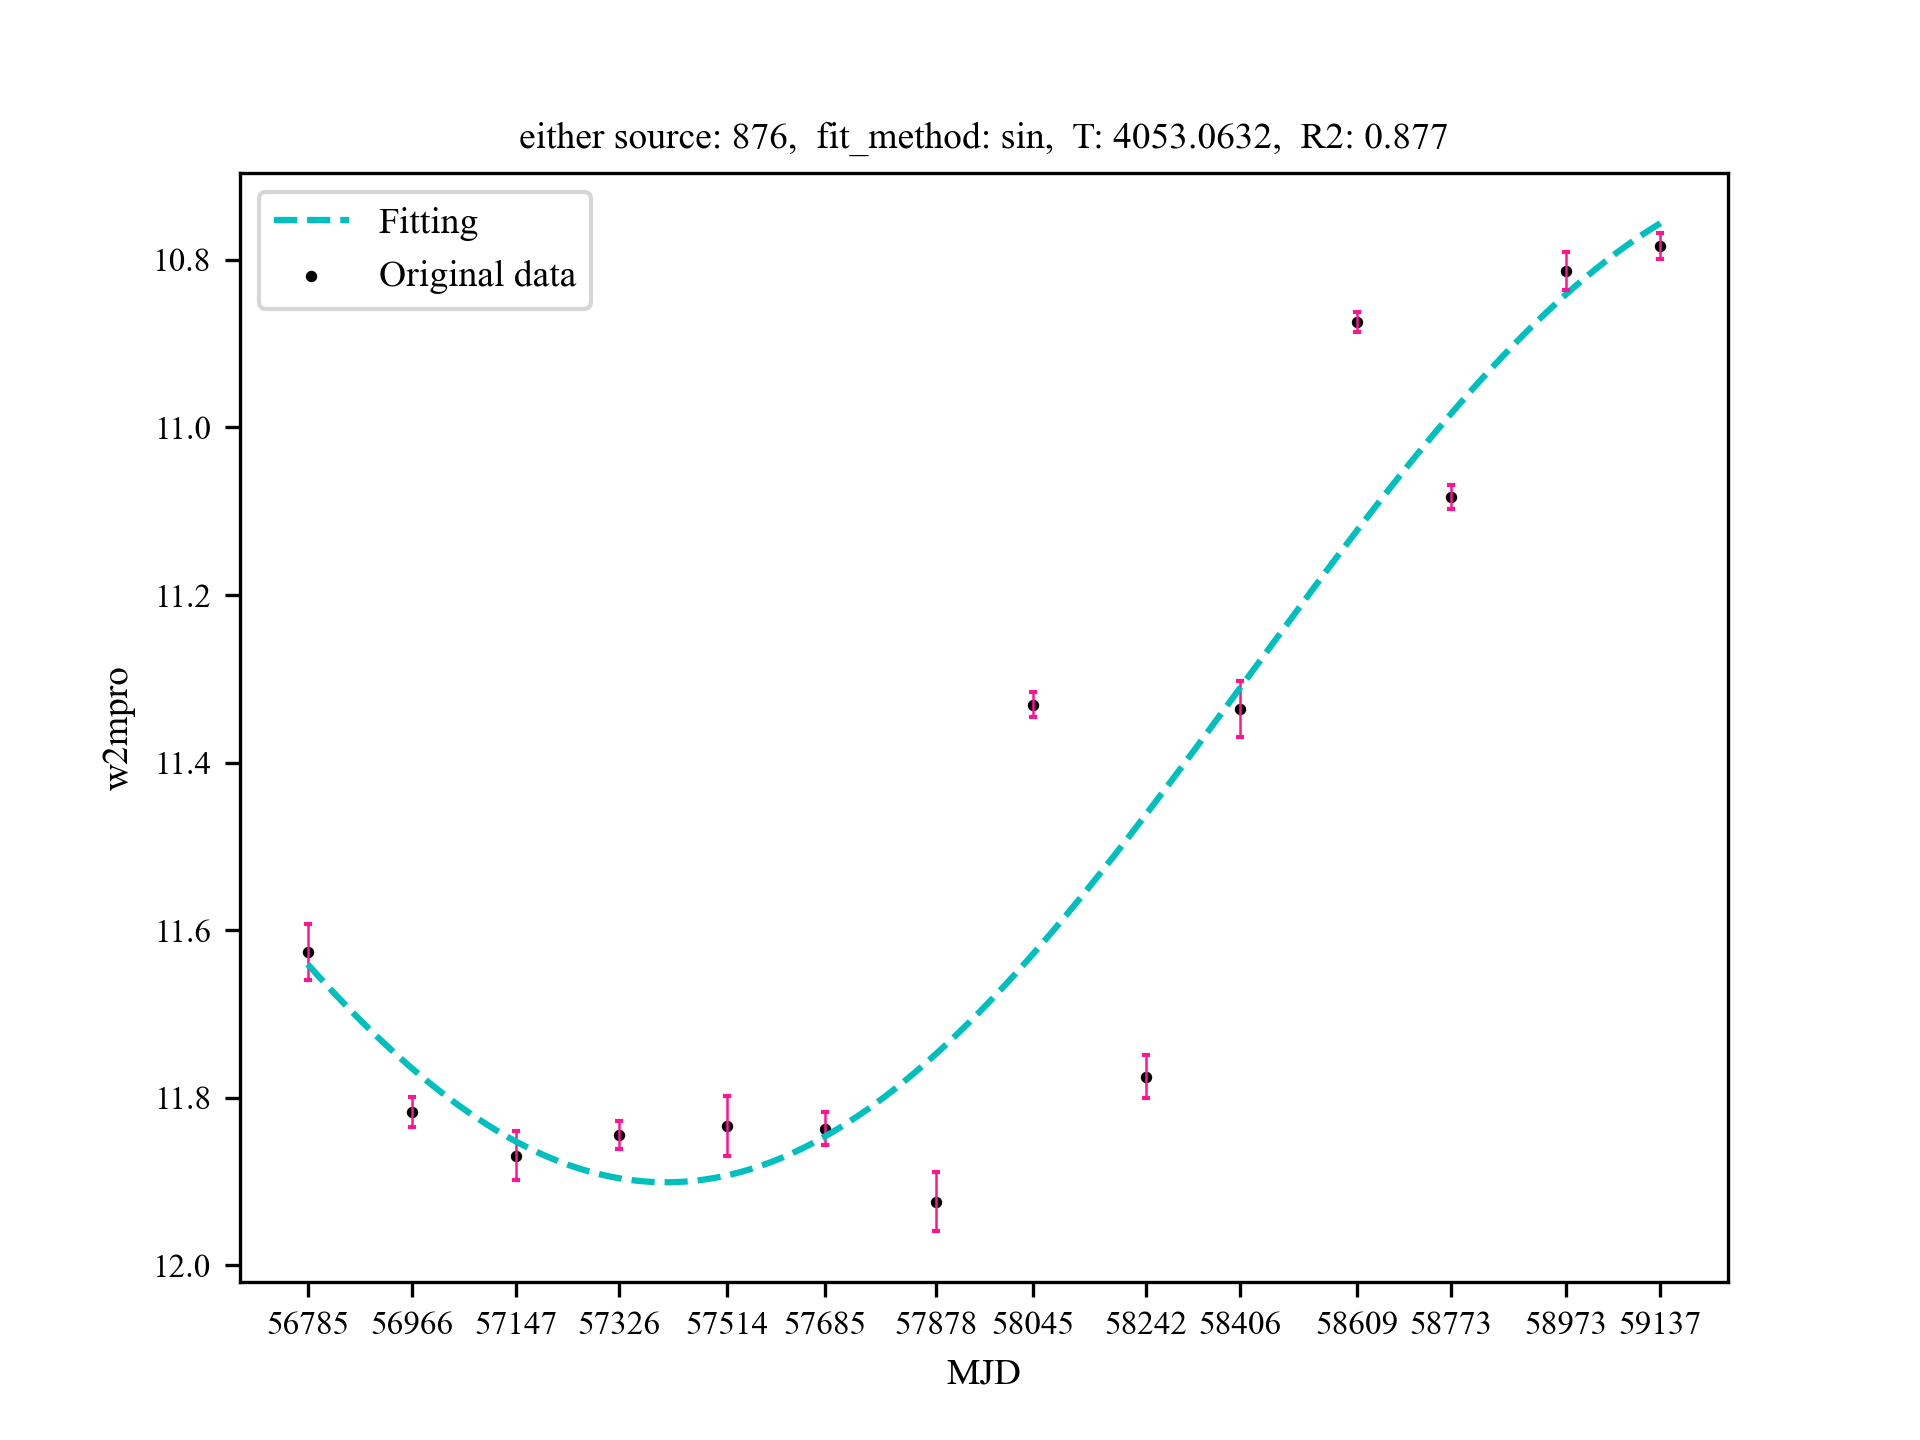 either source: 876,  fit_method: sin,  T: 4053.0632,  R2: 0.877
Fitting
Original data
10.8
11.0
11.2
11.4
11.6
11.8
12.0
w2mpro
56785 56966 57147 57326 57514 57685 57878 58045 58242 58406 58609 58773 58973 59137
MJD